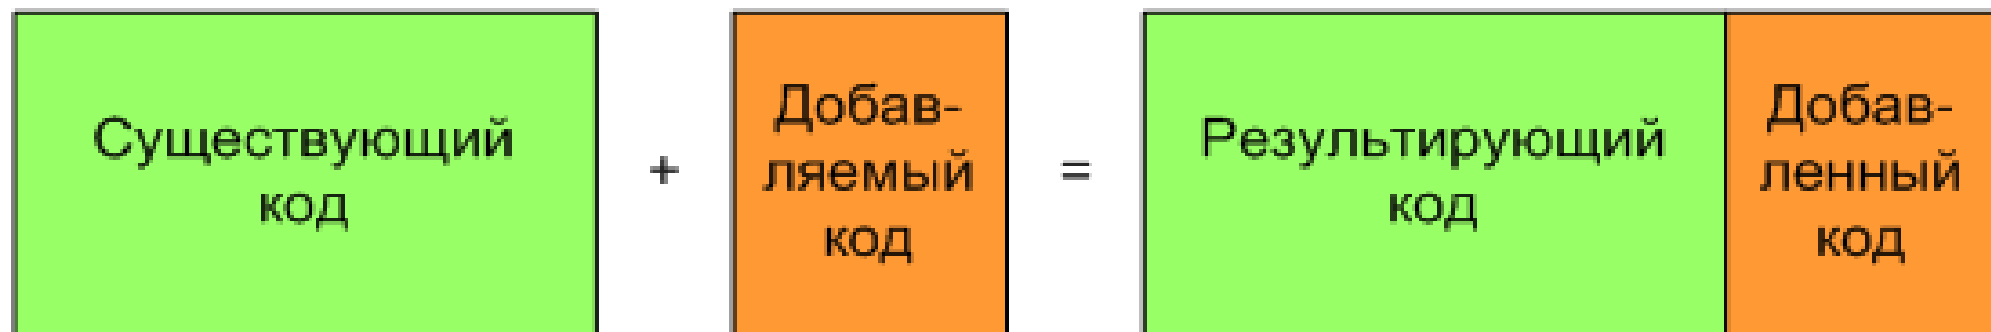 Существующий
код
+
Добав-
ляемый
код
=
Результирующий
код
Добав-
ленный
код